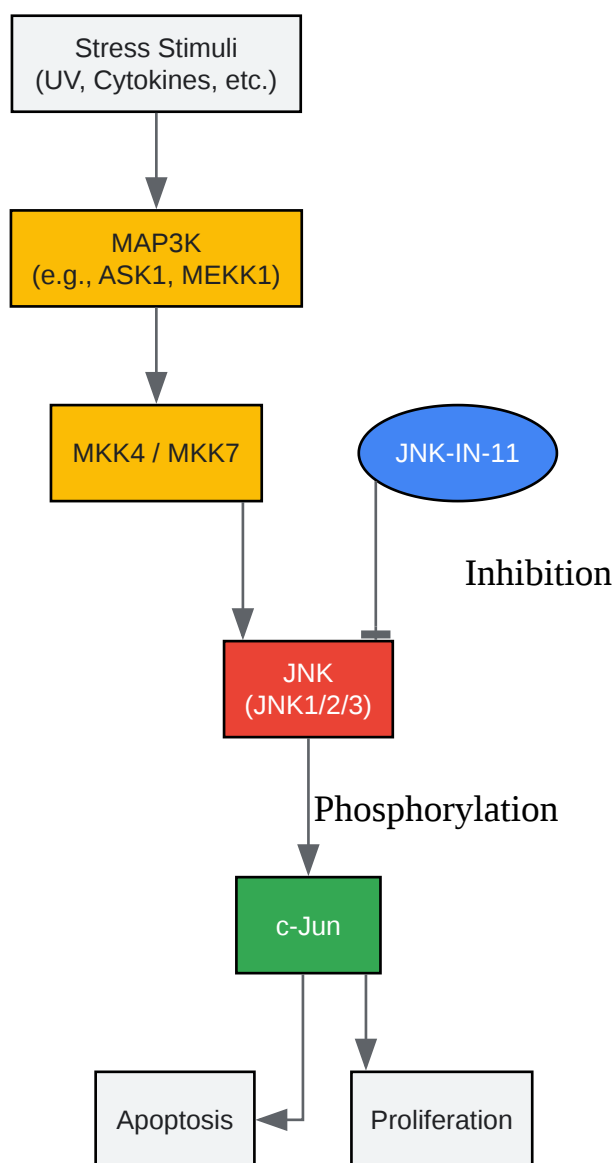 Stress Stimuli
(UV, Cytokines, etc.)
MAP3K
(e.g., ASK1, MEKK1)
MKK4 / MKK7
JNK-IN-11
Inhibition
JNK
(JNK1/2/3)
Phosphorylation
c-Jun
Apoptosis
Proliferation